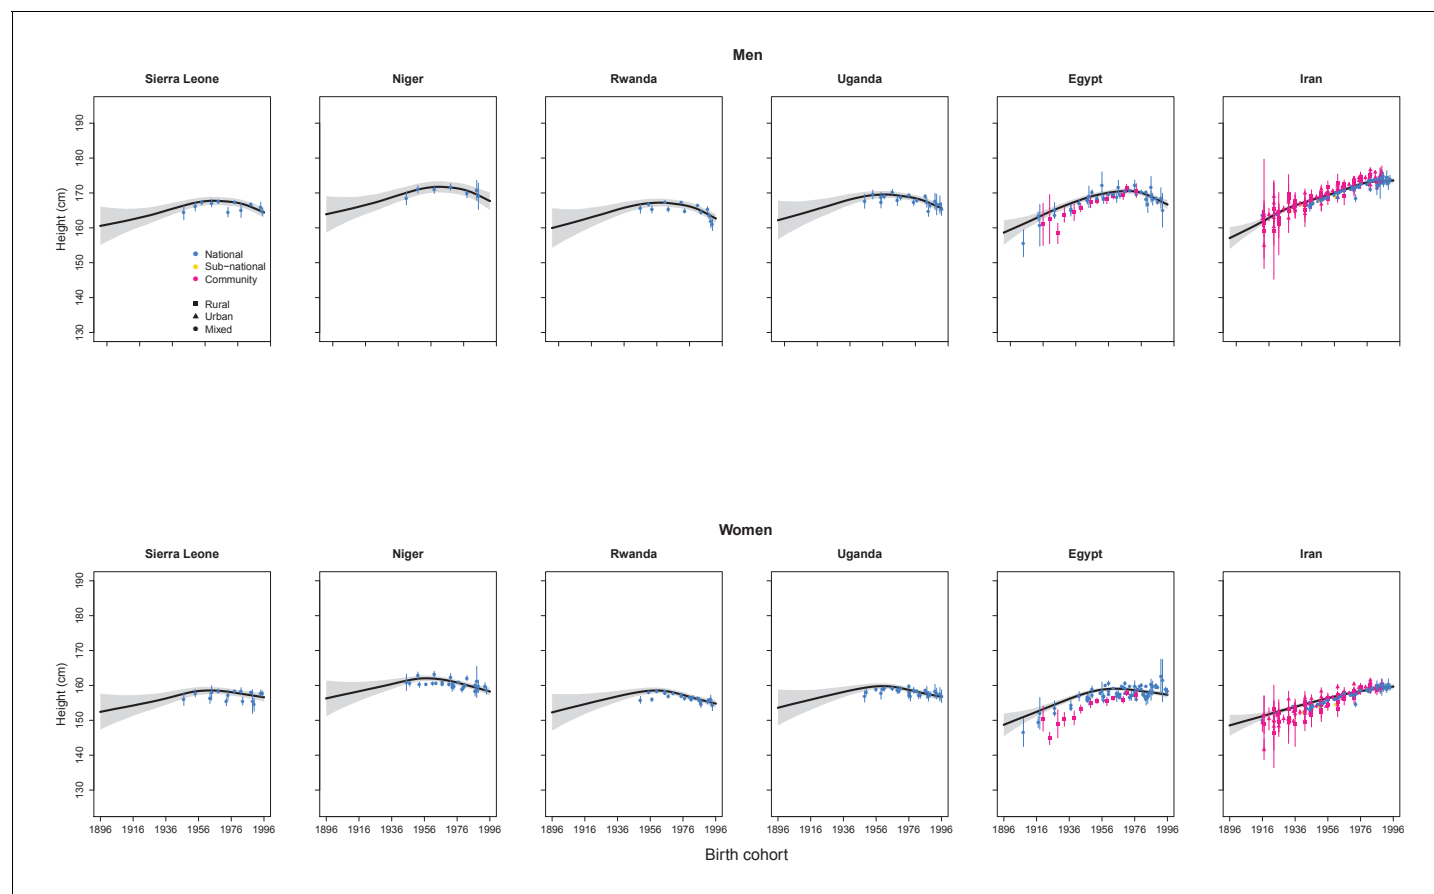 Men
Sierra Leone Niger Rwanda Uganda Egypt Iran
Height (cm)
190
180
170
160
150
140
130
National
Sub−national
Community
Rural
Urban
Mixed
Women
Sierra Leone Niger Rwanda Uganda Egypt Iran
Height (cm)
190
180
170
160
150
140
130
1896 1916 1936 1956 1976 1996 1896 1916 1936 1956 1976 1996 1896 1916 1936 1956 1976 1996 1896 1916 1936 1956 1976 1996 1896 1916 1936 1956 1976 1996 1896 1916 1936 1956 1976 1996
Birth cohort